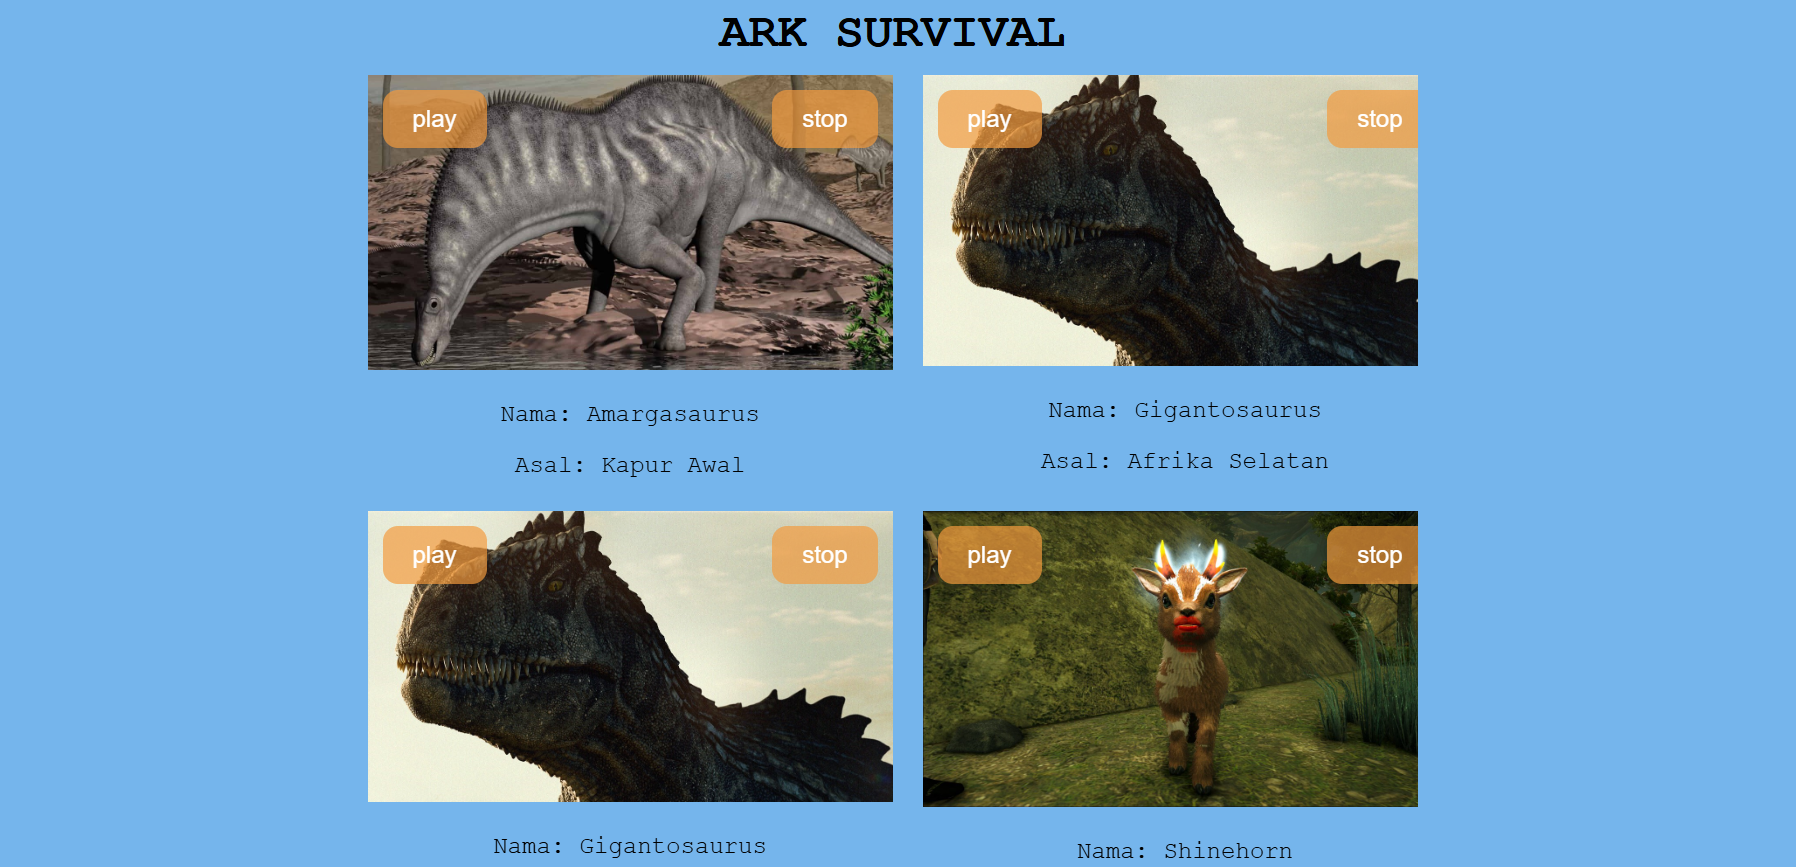 ARK SURVIVAL
play
stop
play
stop
Nama: Amargasaurus
Asal: Kapur Awal
Nama: Gigantosaurus
Asal: Afrika Selatan
play
stop
play
stop
Nama: Gigantosaurus
Nama: Shinehorn